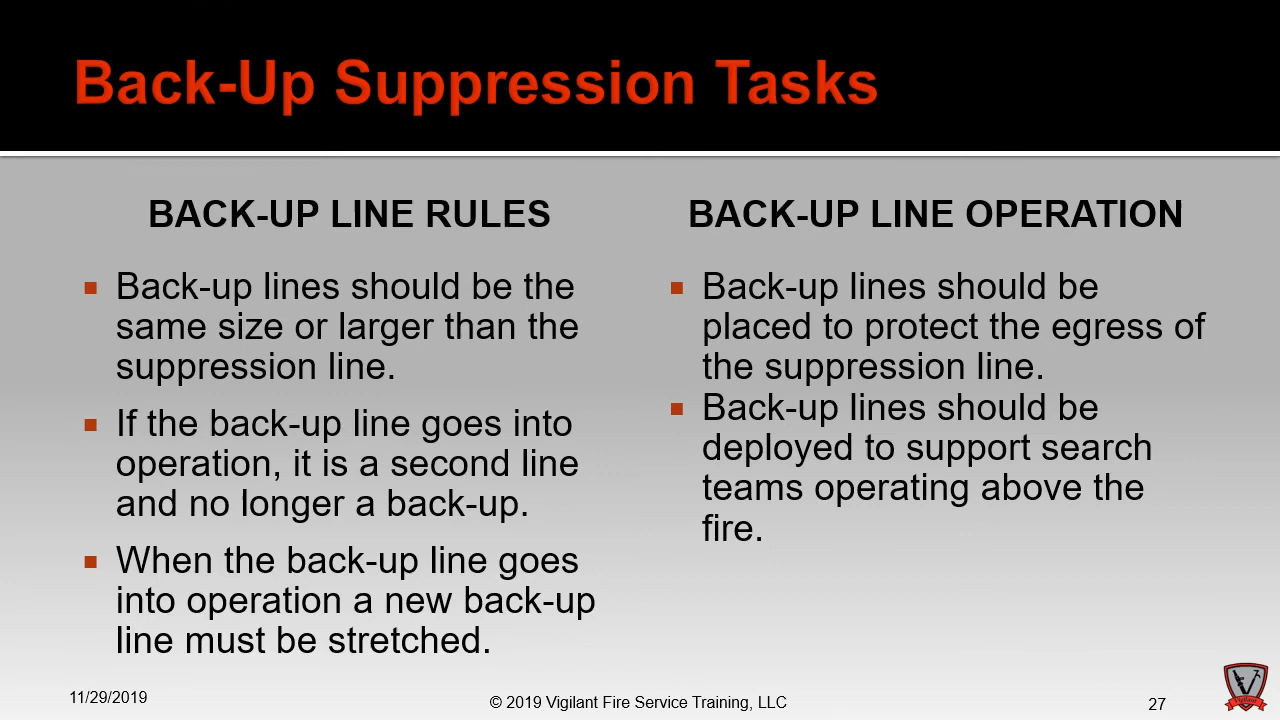 Back-Up Suppression Tasks
BACK-UP LINE RULES
Back-up lines should be the
same size or larger than the
suppression line.
If the back-up line goes into
operation, it is a second line
and no longer a back-up.
When the back-up line goes
into operation a new back-up
line must be stretched.
BACK-UP LINE OPERATION
Back-up lines should be
placed to protect the egress of
the suppression line.
Back-up lines should be
deployed to support search
teams operating above the
fire.
11/29/2019
© 2019 Vigilant Fire Service Training, LLC
27
Vigilant